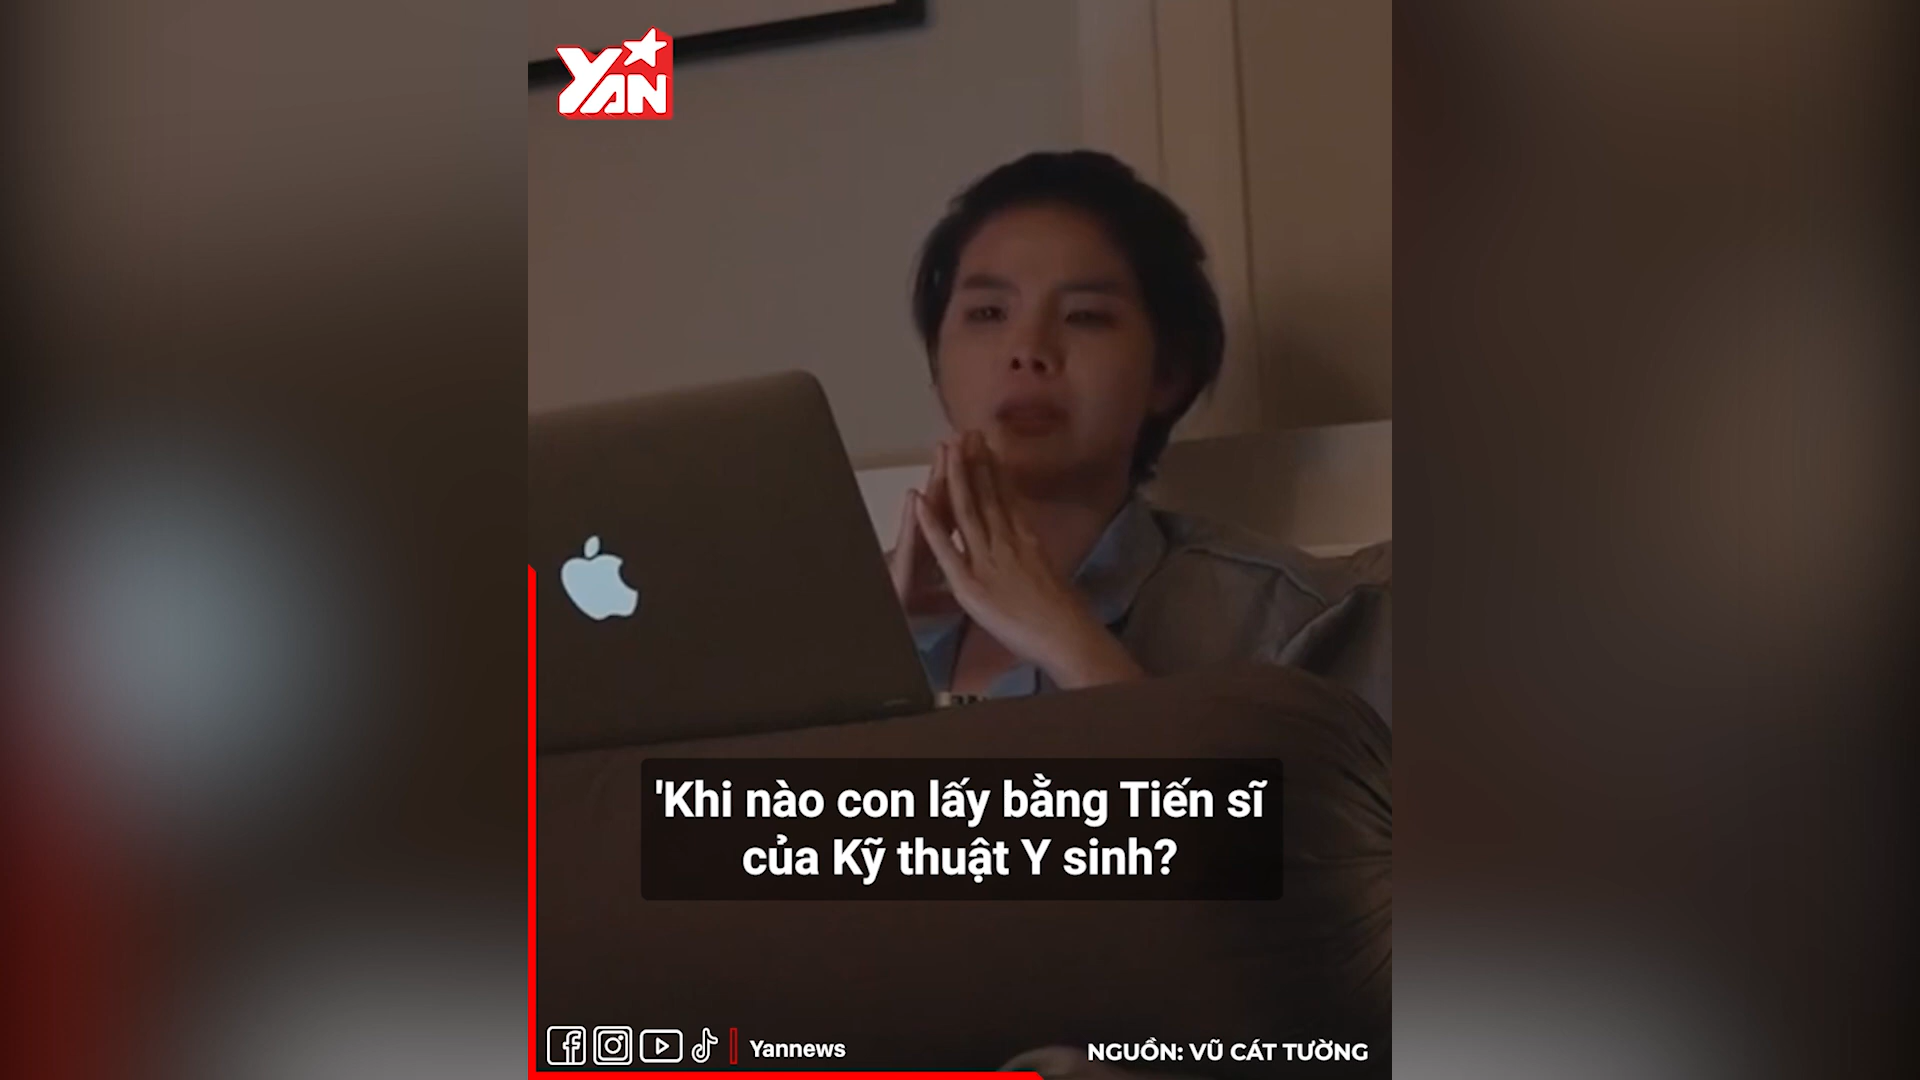 YAN
'Khi nào con lấy bằng Tiến sĩ
của Kỹ thuật Y sinh?
Yannews
NGUỒN: VŨ CÁT TƯỜNG